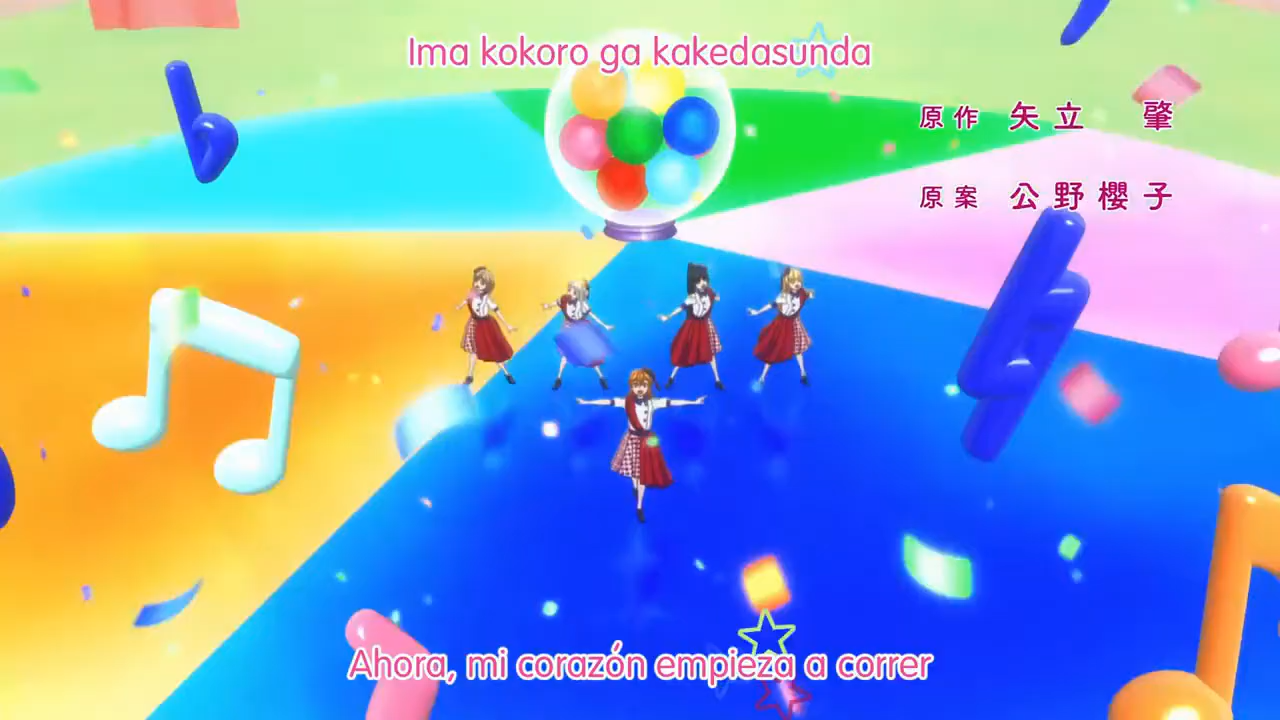 Ima kokoro ga kakedasunda
原作 矢立 肇
原案 公野櫻子
Ahora, mi corazón empieza a correr